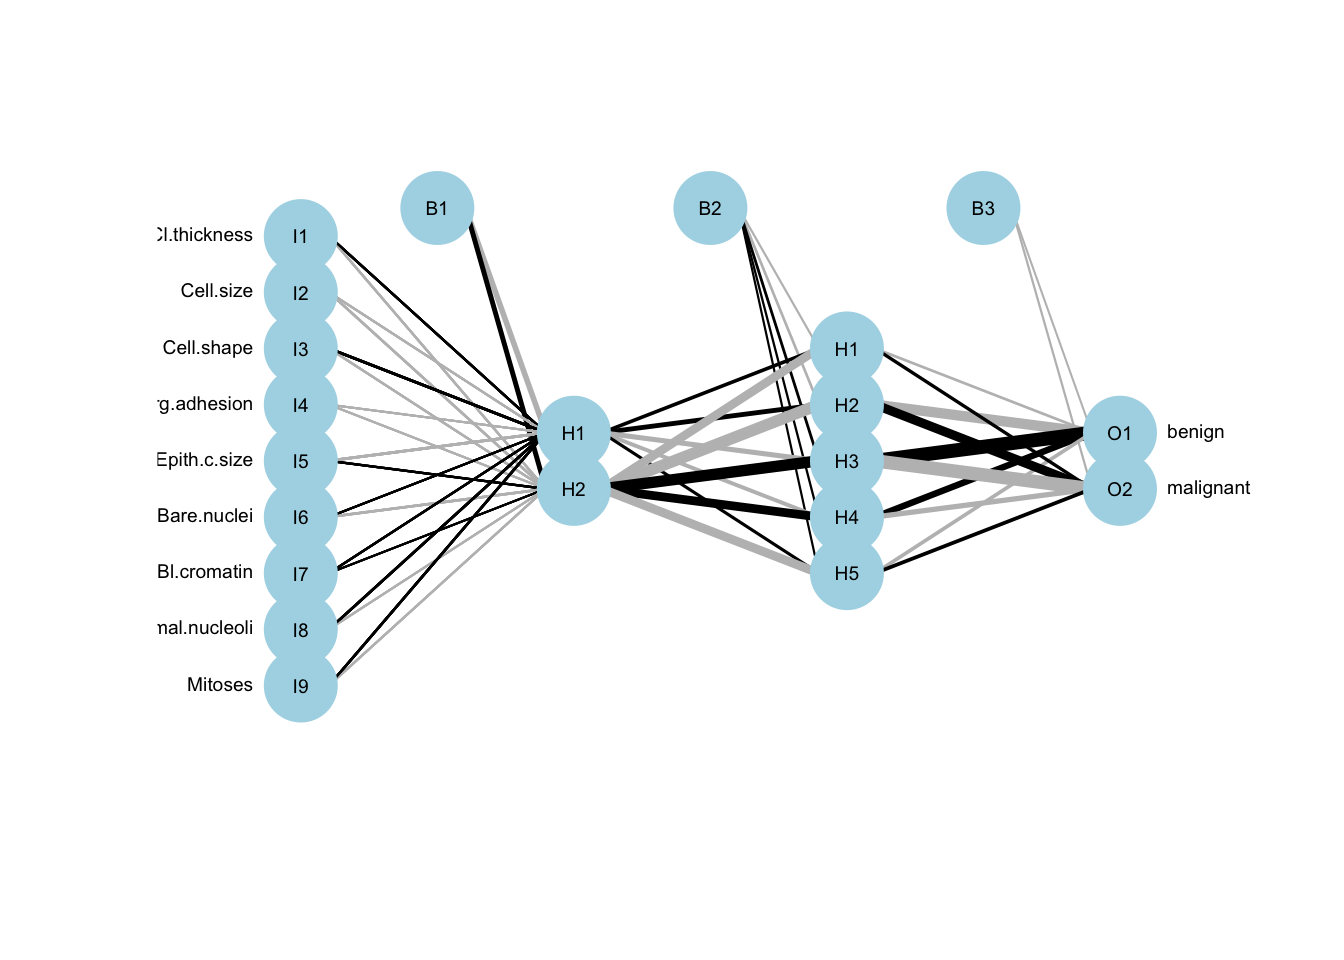 B1
B2
B3
Cl.thickness
I1
Cell.size
I2
Cell.shape
I3
rg.adhesion
I4
Epith.c.size
I5
Bare.nuclei
I6
Bl.cromatin
I7
mal.nucleoli
I8
Mitoses
I9
H1
H2
H1
H2
H3
H4
H5
O1
benign
O2
malignant